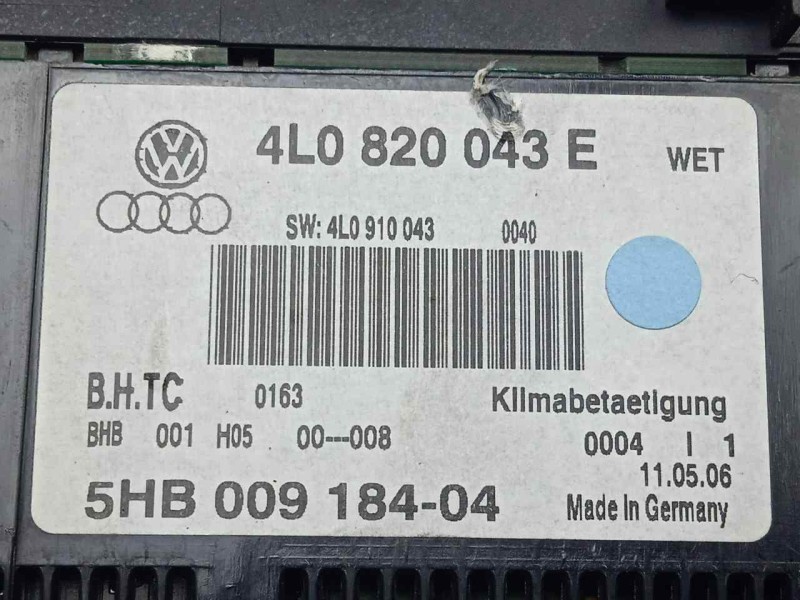 4L0 820 043 E WET
SW: 4L0 910 043 0040
B.H.TC 0163 Klimabetaetigung
BHB 001 H05 00---008 0004 I 1
11.05.06
5HB 009 184-04 Made In Germany